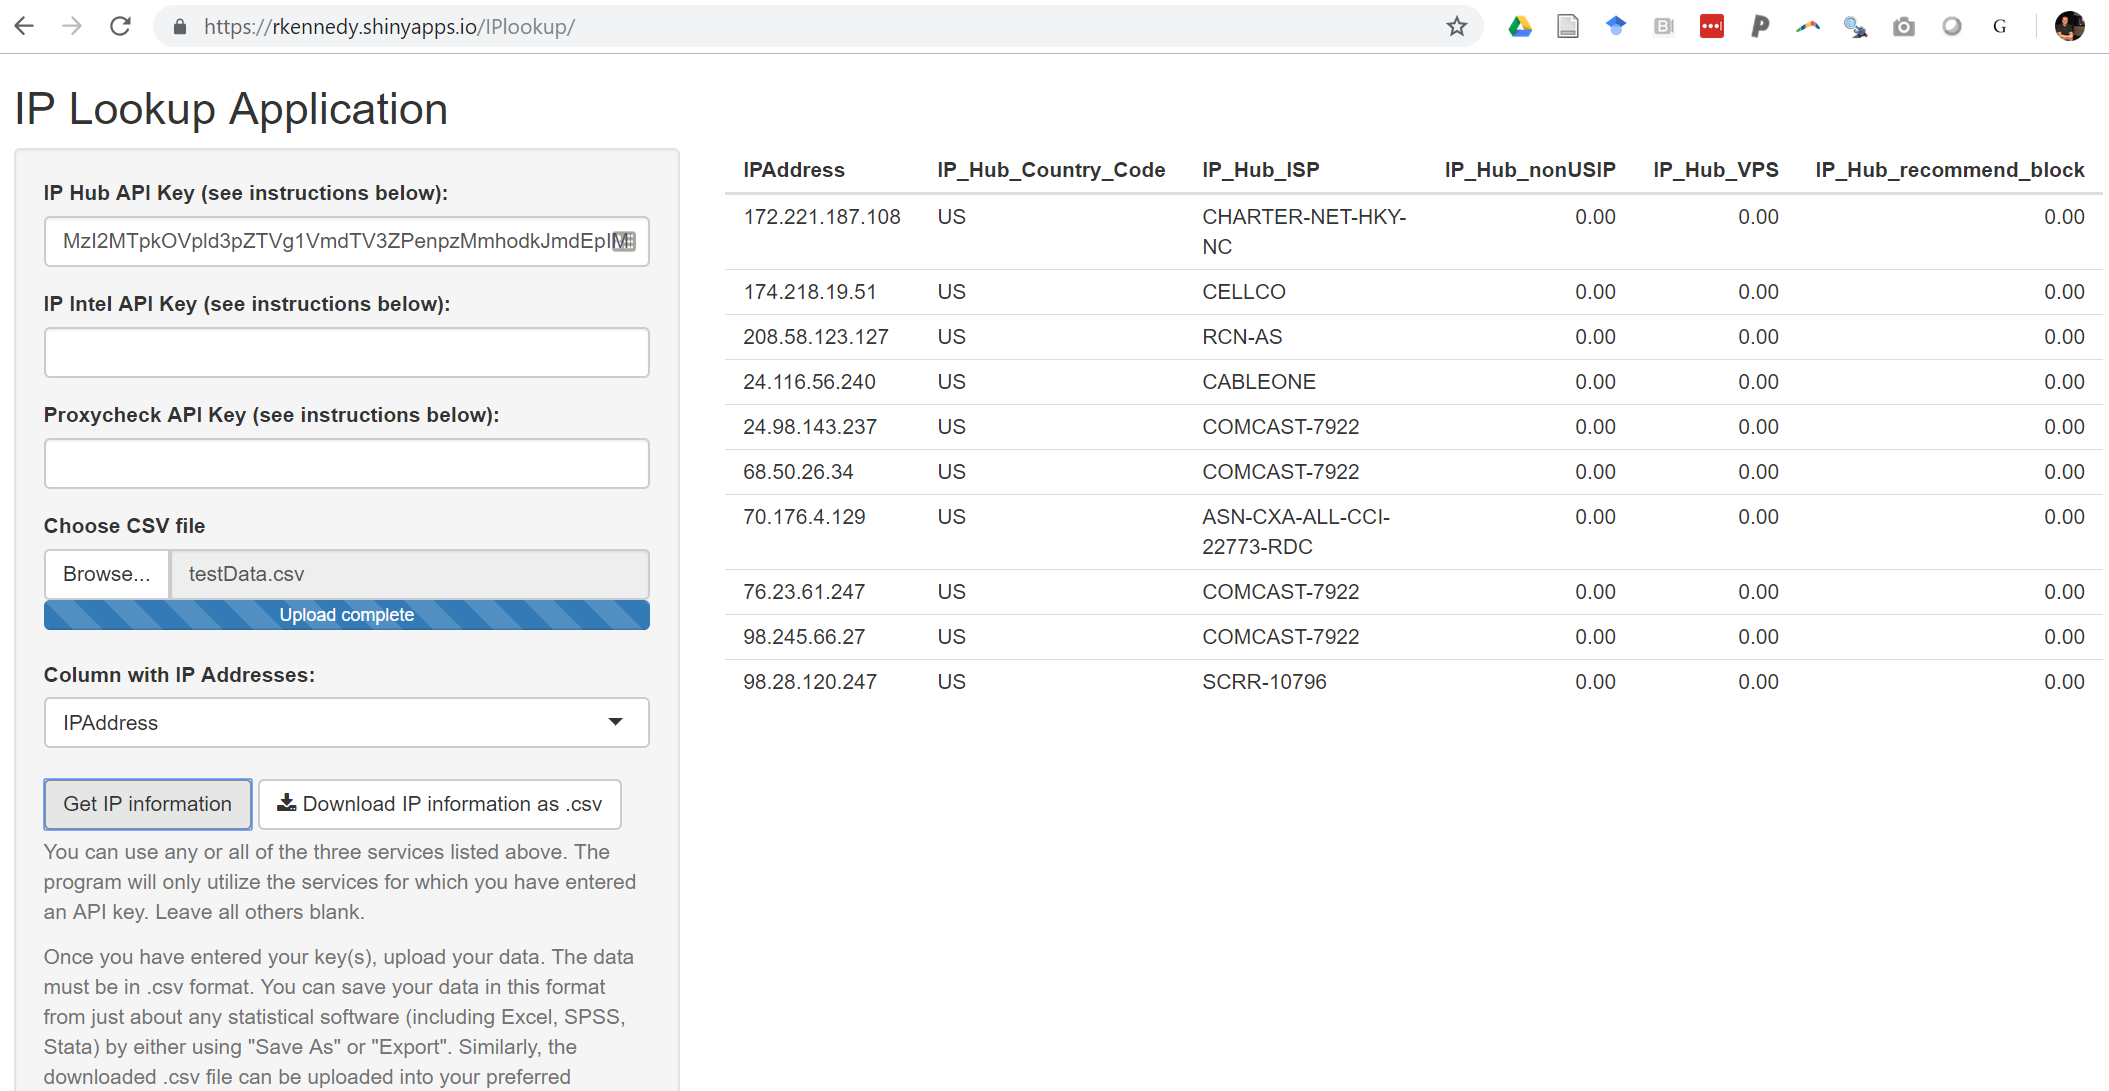 https://rkennedy.shinyapps.io/IPlookup/
IP Lookup Application
IP Hub API Key (see instructions below):
IP Intel API Key (see instructions below):
Proxycheck API Key (see instructions below):
Choose CSV file
Browse... testData.csv
Upload complete
Column with IP Addresses:
IPAddress
Get IP information Download IP information as .csv
You can use any or all of the three services listed above. The
program will only utilize the services for which you have entered
an API key. Leave all others blank.
Once you have entered your key(s), upload your data. The data
must be in .csv format. You can save your data in this format
from just about any statistical software (including Excel, SPSS,
Stata) by either using "Save As" or "Export". Similarly, the
downloaded .csv file can be uploaded into your preferred
IPAddress IP_Hub_Country_Code IP_Hub_ISP IP_Hub_nonUSIP IP_Hub_VPS IP_Hub_recommend_block
172.221.187.108 US CHARTER-NET-HKY- 0.00 0.00 0.00
NC
174.218.19.51 US CELLCO 0.00 0.00 0.00
208.58.123.127 US RCN-AS 0.00 0.00 0.00
24.116.56.240 US CABLEONE 0.00 0.00 0.00
24.98.143.237 US COMCAST-7922 0.00 0.00 0.00
68.50.26.34 US COMCAST-7922 0.00 0.00 0.00
70.176.4.129 US ASN-CXA-ALL-CCI- 0.00 0.00 0.00
22773-RDC
76.23.61.247 US COMCAST-7922 0.00 0.00 0.00
98.245.66.27 US COMCAST-7922 0.00 0.00 0.00
98.28.120.247 US SCRR-10796 0.00 0.00 0.00